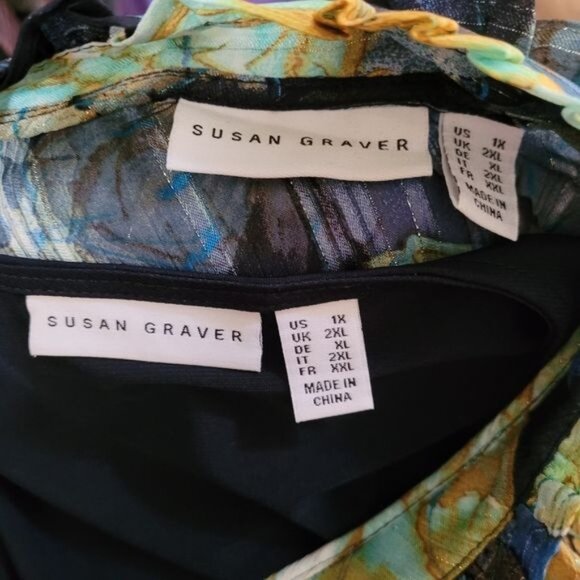 SUSAN GRAVER
US 1X
UK 2XL
DE XL
IT 2XL
FR XXL
MADE IN
CHINA
SUSAN GRAVER
US 1X
UK 2XL
DE XL
IT 2XL
FR XXL
MADE IN
CHINA